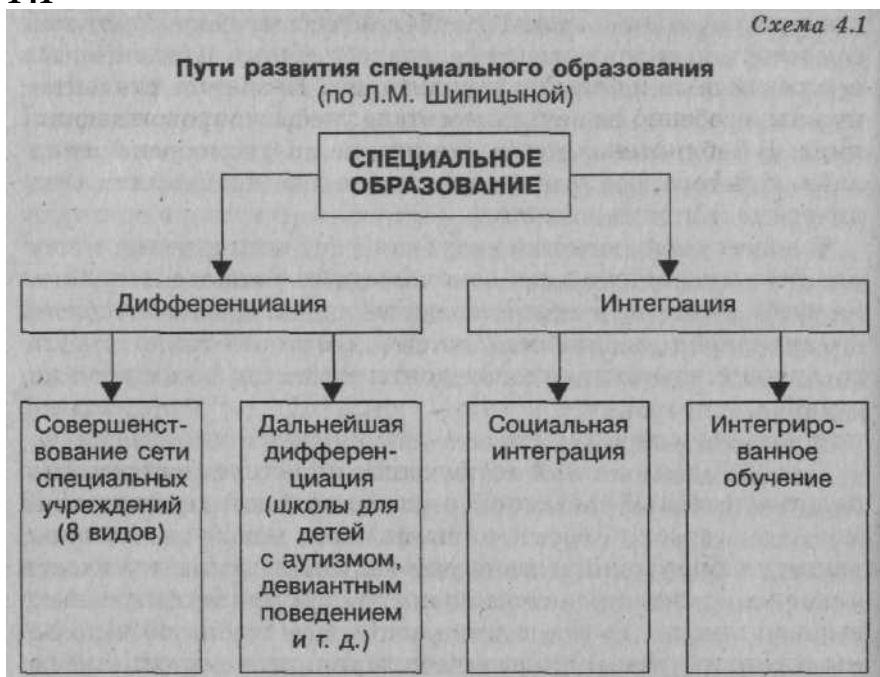 Схема 4.1
Пути развития специального образования
(по Л.М. Шипицыной)
СПЕЦИАЛЬНОЕ
ОБРАЗОВАНИЕ
Дифференциация
Интеграция
Совершенст-
вование сети
специальных
учреждений
(8 видов)
Дальнейшая
дифферен-
циация
(школы для
детей
с аутизмом,
девиантным
поведением
и т. д.)
Социальная
интеграция
Интегриро-
ванное
обучение